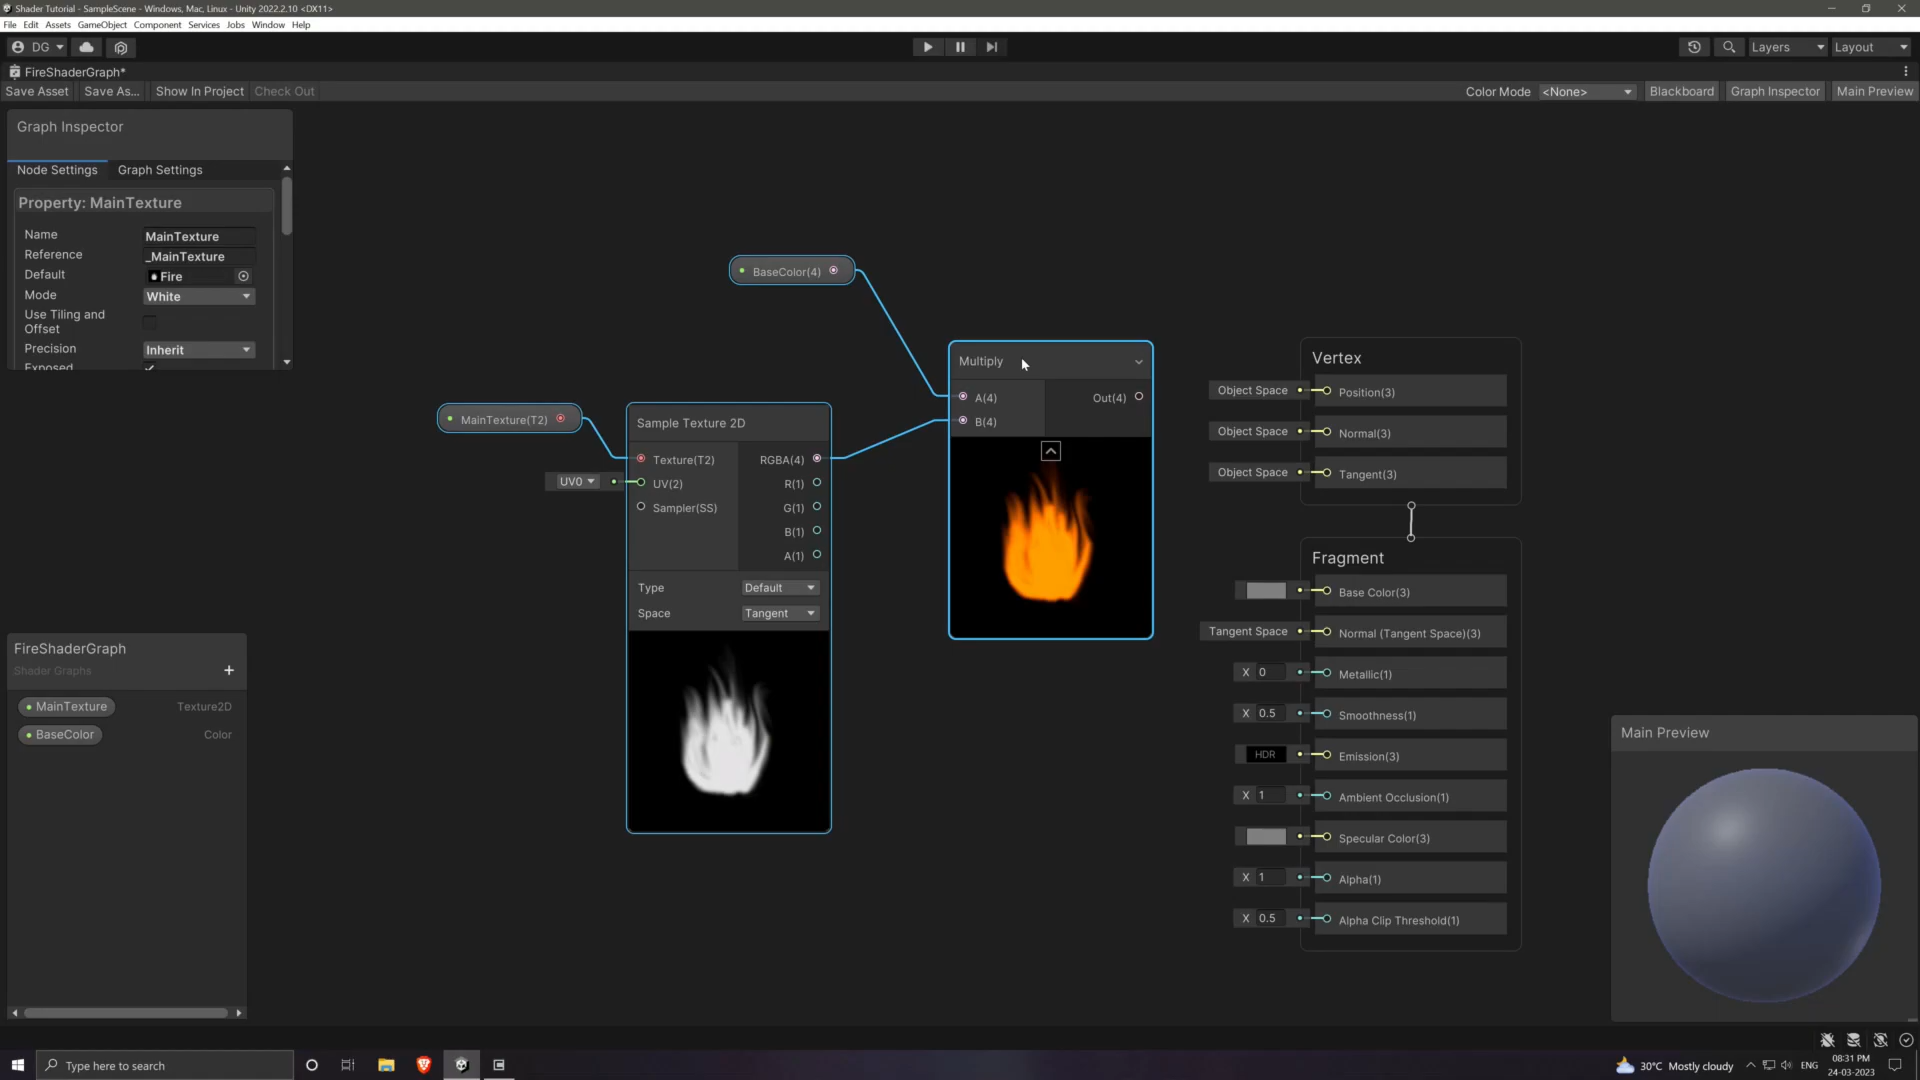 Shader Tutorial - SampleScene - Windows, Mac, Linux - Unity 2022.2.10 <DX11>
File Edit Assets GameObject Component Services Jobs Window Help
DG Layers Layout
FireShaderGraph*
Save Asset Save As... Show In Project Check Out Color Mode <None> Blackboard Graph Inspector Main Preview
Graph Inspector
Node Settings Graph Settings
Property: MainTexture
Name MainTexture
Reference _MainTexture
Default Fire
Mode White
Use Tiling and
Offset
Precision Inherit
Exposed
FireShaderGraph
Shader Graphs +
MainTexture Texture2D
BaseColor Color
BaseColor(4)
MainTexture(T2)
UV0
Sample Texture 2D
Texture(T2) RGBA(4)
UV(2) R(1)
Sampler(SS) G(1)
B(1)
A(1)
Type Default
Space Tangent
Multiply
A(4) Out(4)
B(4)
Vertex
Object Space Position(3)
Object Space Normal(3)
Object Space Tangent(3)
Fragment
Base Color(3)
Tangent Space Normal (Tangent Space)(3)
X 0 Metallic(1)
X 0.5 Smoothness(1)
HDR Emission(3)
X 1 Ambient Occlusion(1)
Specular Color(3)
X 1 Alpha(1)
X 0.5 Alpha Clip Threshold(1)
Main Preview
Type here to search
30°C Mostly cloudy ENG 08:31 PM
24-03-2023